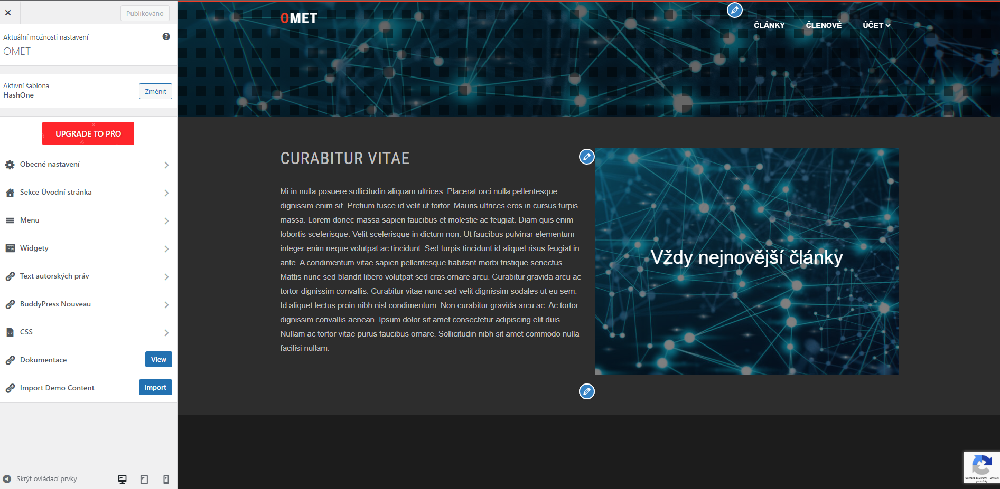 Publikováno
Aktuální možnosti nastavení
OMET
Aktivní šablona
HashOne
Změnit
UPGRADE TO PRO
Obecné nastavení
Sekce Úvodní stránka
Menu
Widgety
Text autorských práv
BuddyPress Nouveau
CSS
Dokumentace
View
Import Demo Content
Import
Skrýt ovládací prvky
OMET
ČLÁNKY
ČLENOVÉ
ÚČET
CURABITUR VITAE
Mi in nulla posuere sollicitudin aliquam ultrices. Placerat orci nulla pellentesque
dignissim enim sit. Pretium fusce id velit ut tortor. Mauris ultrices eros in cursus turpis
massa. Lorem donec massa sapien faucibus et molestie ac feugiat. Diam quis enim
lobortis scelerisque. Velit scelerisque in dictum non. Ut faucibus pulvinar elementum
integer enim neque volutpat ac tincidunt. Sed turpis tincidunt id aliquet risus feugiat in
ante. A condimentum vitae sapien pellentesque habitant morbi tristique senectus.
Mattis nunc sed blandit libero volutpat sed cras ornare arcu. Curabitur gravida arcu ac
tortor dignissim convallis. Curabitur vitae nunc sed velit dignissim sodales ut eu sem.
Id aliquet lectus proin nibh nisl condimentum. Non curabitur gravida arcu ac. Ac tortor
dignissim convallis aenean. Ipsum dolor sit amet consectetur adipiscing elit duis.
Nullam ac tortor vitae purus faucibus ornare. Sollicitudin nibh sit amet commodo nulla
facilisi nullam.
Vždy nejnovější články
Ochrana soukromí - Smluvní
podmínky